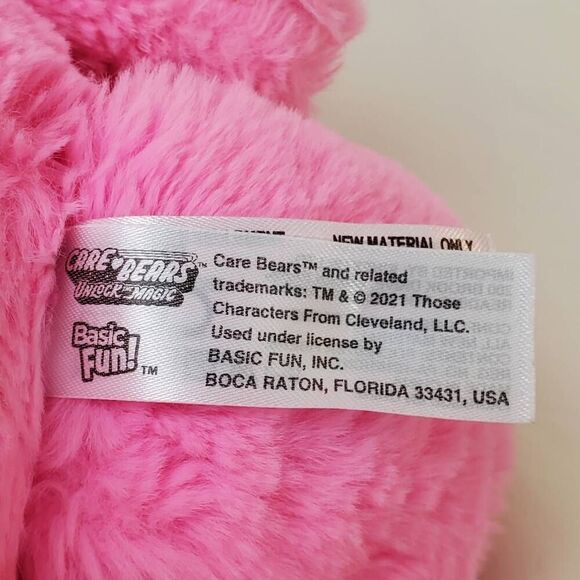 NEW MATERIAL ONLY
CARE BEARS™
UNLOCK THE MAGIC
Basic Fun! ™
Care Bears™ and related
trademarks: TM & © 2021 Those
Characters From Cleveland, LLC.
Used under license by
BASIC FUN, INC.
BOCA RATON, FLORIDA 33431, USA